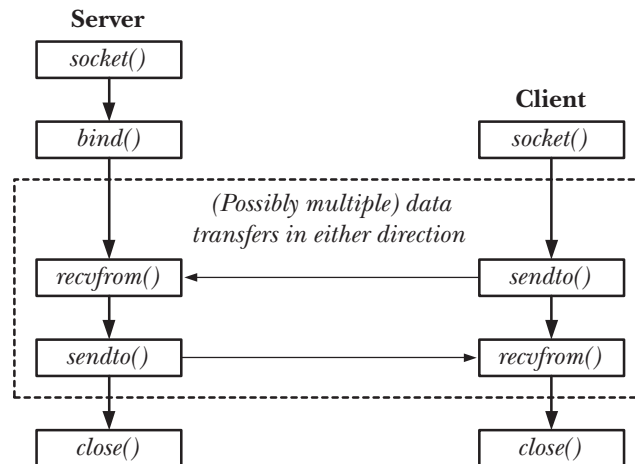 Server
socket()
Client
bind()
socket()
(Possibly multiple) data
transfers in either direction
recvfrom()
sendto()
sendto()
recvfrom()
close()
close()